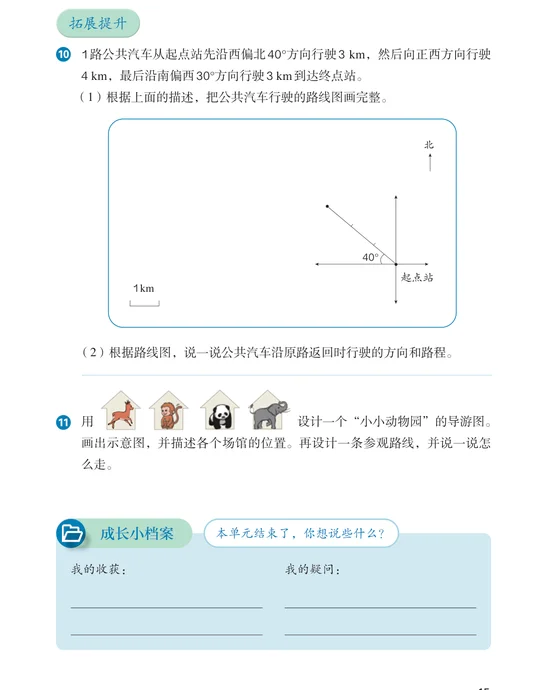 拓展提升
10 1路公共汽车从起点站先沿西偏北40°方向行驶3 km，然后向正西方向行驶
4 km，最后沿南偏西30°方向行驶3 km到达终点站。
（1）根据上面的描述，把公共汽车行驶的路线图画完整。
北
40°
起点站
1km
（2）根据路线图，说一说公共汽车沿原路返回时行驶的方向和路程。
11 用 设计一个“小小动物园”的导游图。
画出示意图，并描述各个场馆的位置。再设计一条参观路线，并说一说怎
么走。
成长小档案 本单元结束了，你想说些什么？
我的收获： 我的疑问：